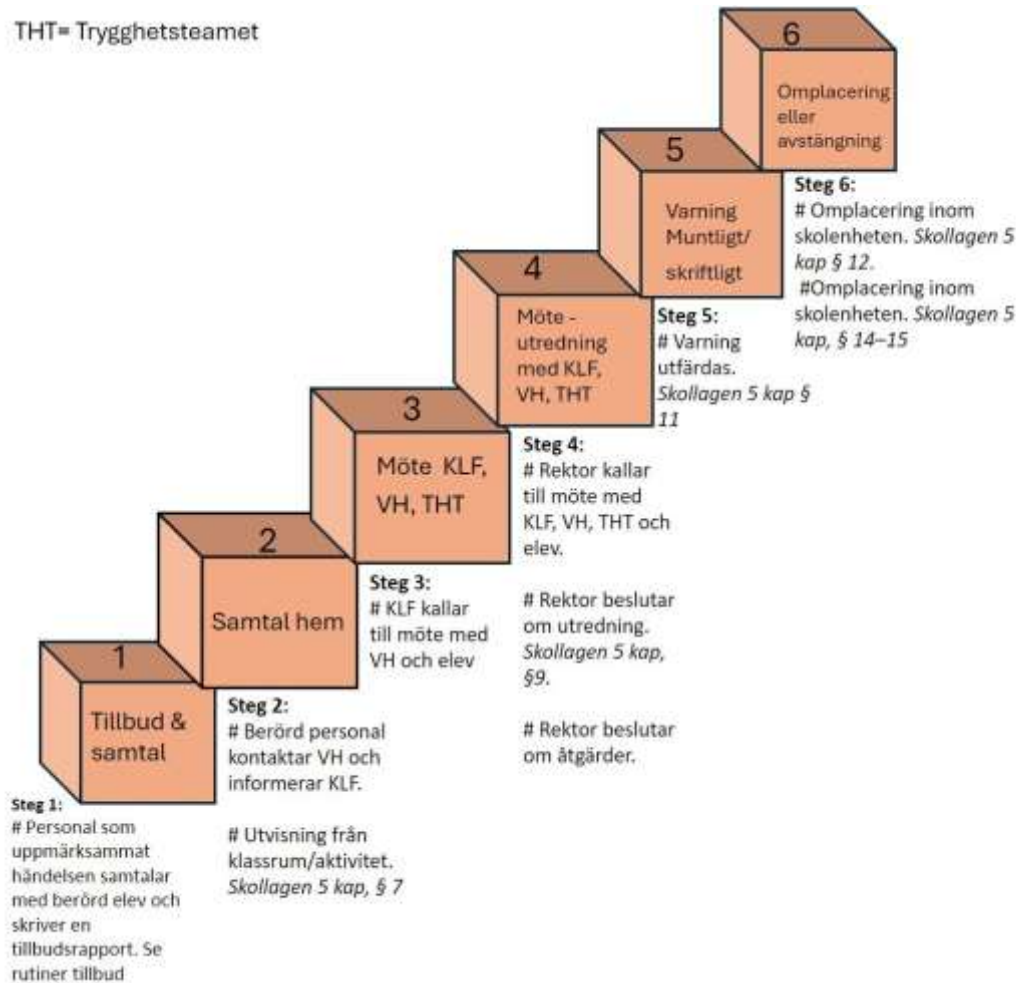 THT= Trygghetsteamet
1
Tillbud &
samtal
Steg 1:
# Personal som
uppmärksammat
händelsen samtalar
med berörd elev och
skriver en
tillbudsrapport. Se
rutiner tillbud
2
Samtal hem
Steg 2:
# Berörd personal
kontaktar VH och
informerar KLF.
# Utvisning från
klassrum/aktivitet.
Skollagen 5 kap, § 7
3
Möte KLF,
VH, THT
Steg 3:
# KLF kallar
till möte med
VH och elev
4
Möte -
utredning
med KLF,
VH, THT
Steg 4:
# Rektor kallar
till möte med
KLF, VH, THT och
elev.
# Rektor beslutar
om utredning.
Skollagen 5 kap,
§9.
# Rektor beslutar
om åtgärder.
5
Varning
Muntligt/
skriftligt
Steg 5:
# Varning
utfärdas.
Skollagen 5 kap §
11
6
Omplacering
eller
avstängning
Steg 6:
# Omplacering inom
skolenheten. Skollagen 5
kap § 12.
#Omplacering inom
skolenheten. Skollagen 5
kap, § 14–15